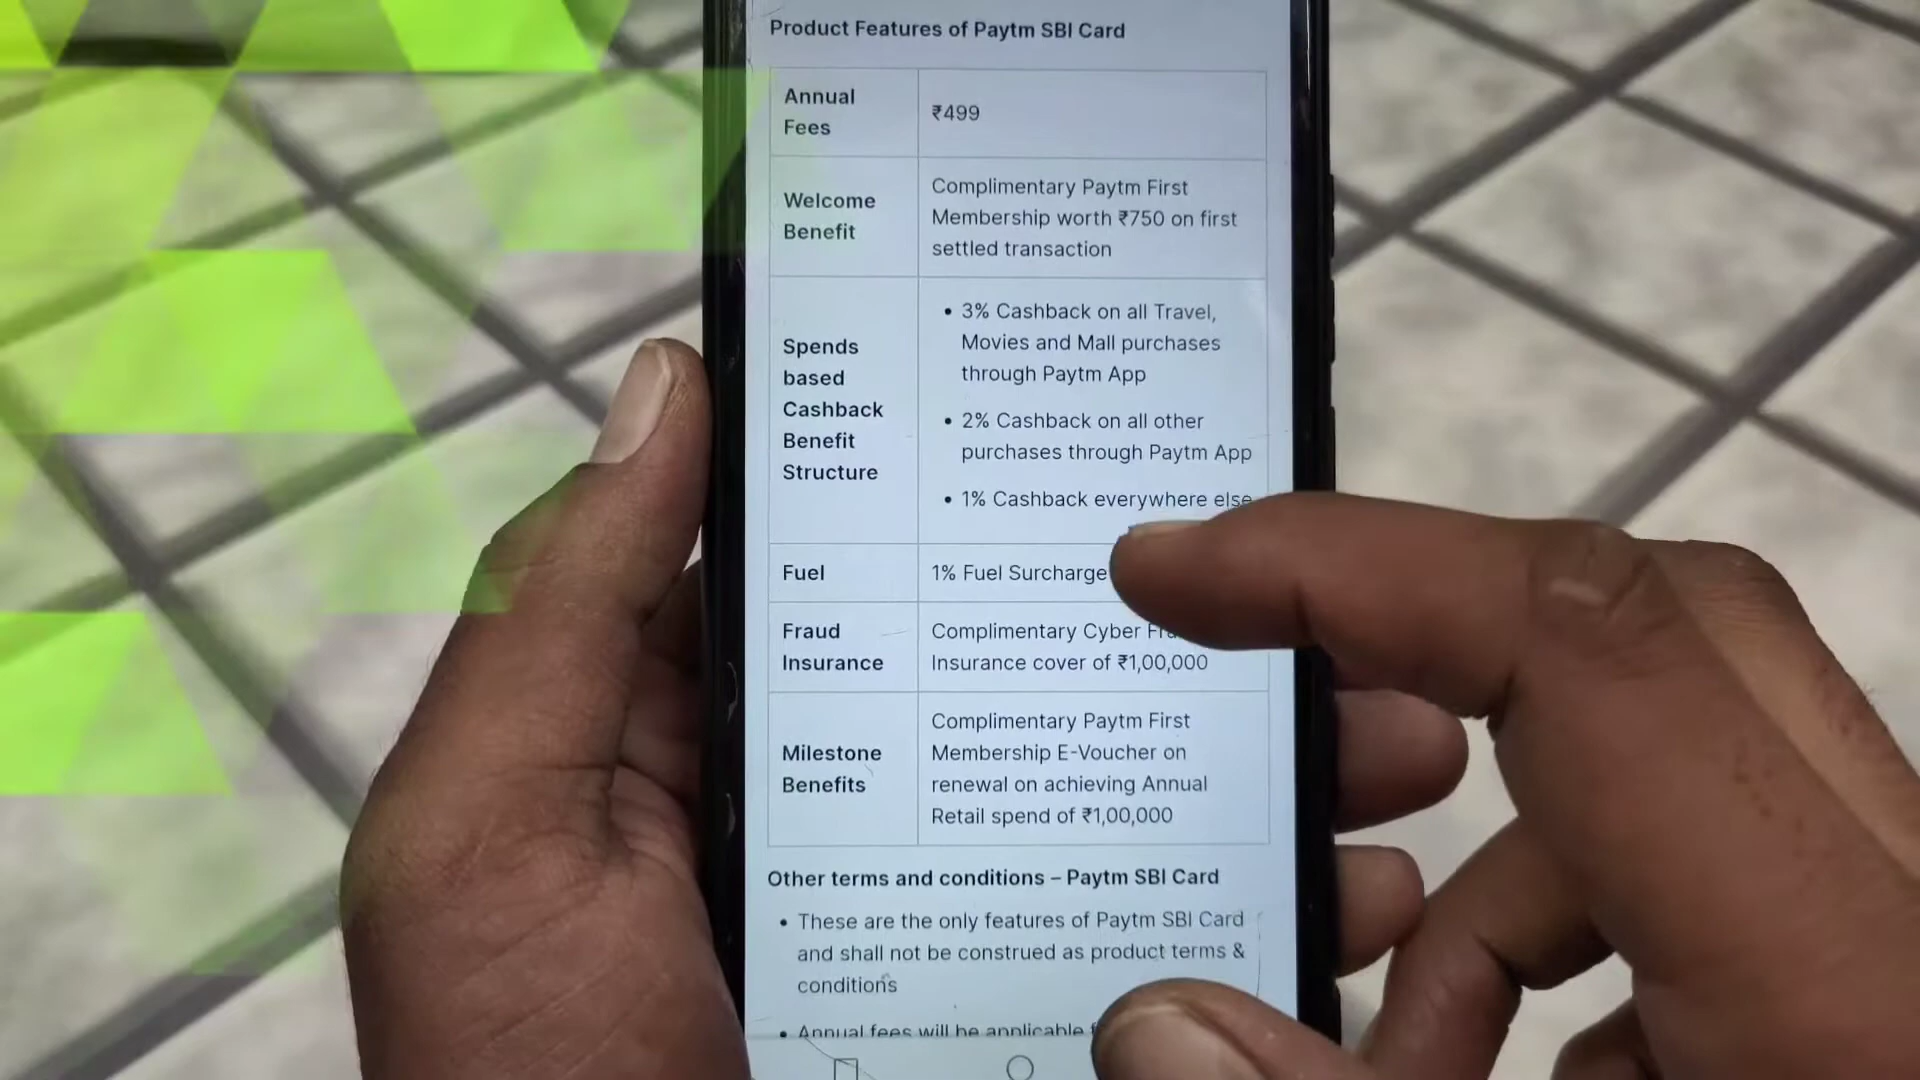 Product Features of Paytm SBI Card
Annual
Fees
₹499
Welcome
Benefit
Complimentary Paytm First
Membership worth ₹750 on first
settled transaction
Spends
based
Cashback
Benefit
Structure
• 3% Cashback on all Travel,
Movies and Mall purchases
through Paytm App
• 2% Cashback on all other
purchases through Paytm App
• 1% Cashback everywhere else
Fuel
1% Fuel Surcharge
Fraud
Insurance
Complimentary Cyber
Insurance cover of ₹1,00,000
Milestone
Benefits
Complimentary Paytm First
Membership E-Voucher on
renewal on achieving Annual
Retail spend of ₹1,00,000
Other terms and conditions – Paytm SBI Card
• These are the only features of Paytm SBI Card
and shall not be construed as product terms &
conditions
• Annual fees will be applicable